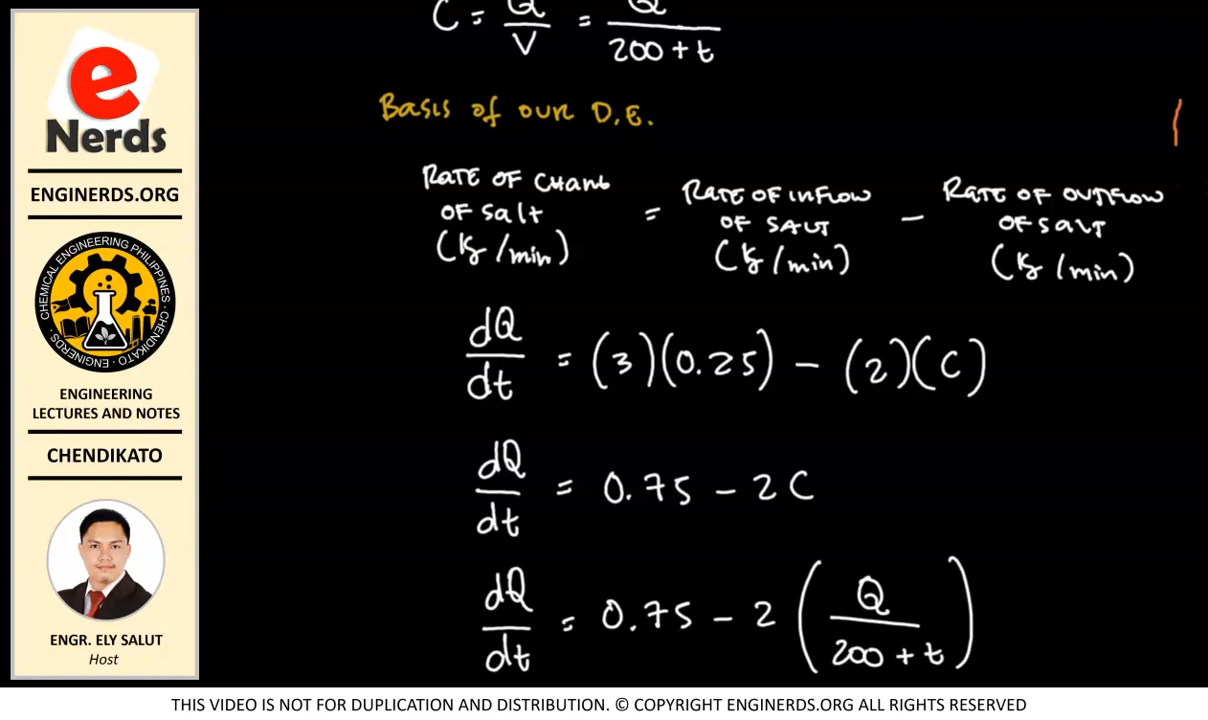 C = Q/V = Q/(200 + t)
Basis of our D.E.
RATE OF CHANG OF Salt (kg/min) = RATE OF INFLOW OF SALT (kg/min) − RATE OF OUTFLOW OF SALT (kg/min)
dQ/dt = (3)(0.25) − (2)(C)
dQ/dt = 0.75 − 2C
dQ/dt = 0.75 − 2 (Q/(200 + t))
e
Nerds
ENGINERDS.ORG
CHEMICAL ENGINEERING PHILIPPINES · CHENDIKATO ENGINERDS ·
ENGINEERING
LECTURES AND NOTES
CHENDIKATO
ENGR. ELY SALUT
Host
THIS VIDEO IS NOT FOR DUPLICATION AND DISTRIBUTION. © COPYRIGHT ENGINERDS.ORG ALL RIGHTS RESERVED